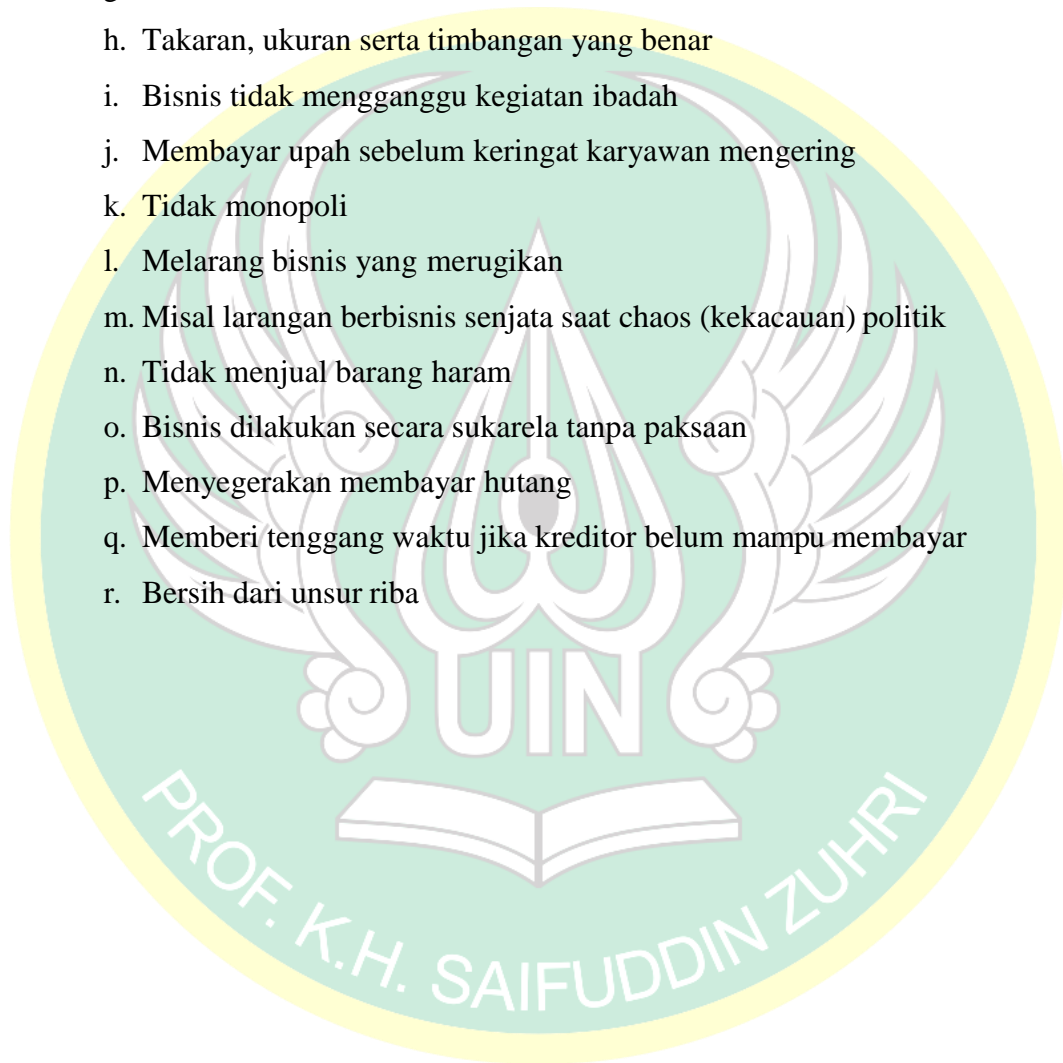 h. Takaran, ukuran serta timbangan yang benar
i. Bisnis tidak mengganggu kegiatan ibadah
j. Membayar upah sebelum keringat karyawan mengering
k. Tidak monopoli
l. Melarang bisnis yang merugikan
m. Misal larangan berbisnis senjata saat chaos (kekacauan) politik
n. Tidak menjual barang haram
o. Bisnis dilakukan secara sukarela tanpa paksaan
p. Menyegerakan membayar hutang
q. Memberi tenggang waktu jika kreditor belum mampu membayar
r. Bersih dari unsur riba
UIN
PROF. K.H. SAIFUDDIN ZUHRI